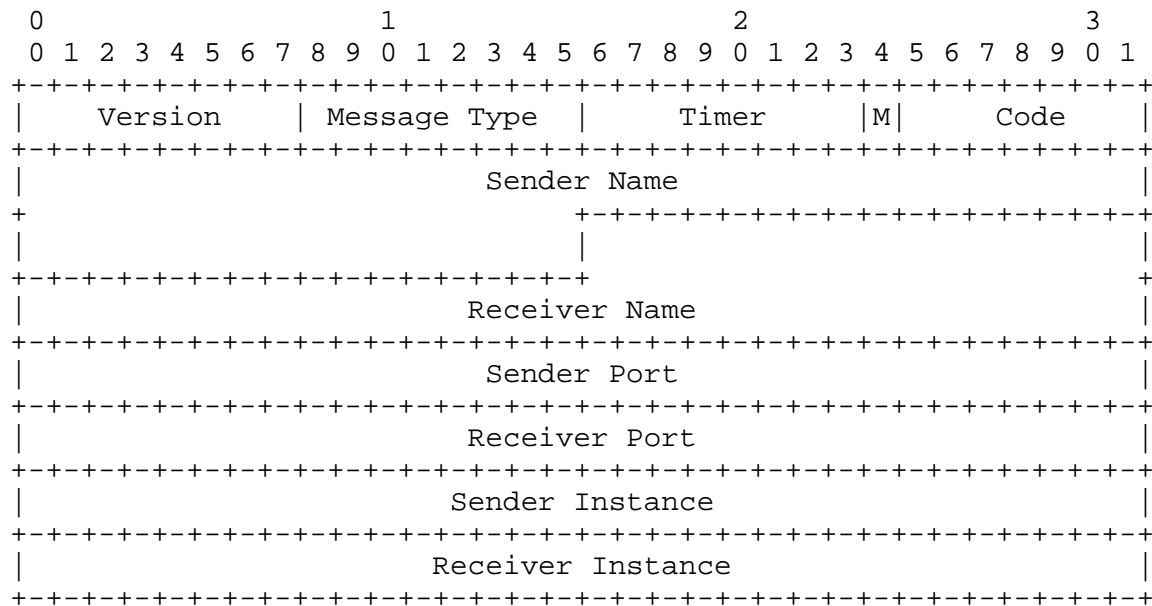 0                   1                   2                   3
 0 1 2 3 4 5 6 7 8 9 0 1 2 3 4 5 6 7 8 9 0 1 2 3 4 5 6 7 8 9 0 1
+-+-+-+-+-+-+-+-+-+-+-+-+-+-+-+-+-+-+-+-+-+-+-+-+-+-+-+-+-+-+-+-+
|    Version    | Message Type  |     Timer     |M|     Code    |
+-+-+-+-+-+-+-+-+-+-+-+-+-+-+-+-+-+-+-+-+-+-+-+-+-+-+-+-+-+-+-+-+
|                          Sender Name                          |
+                               +-+-+-+-+-+-+-+-+-+-+-+-+-+-+-+-+
|                               |                               |
+-+-+-+-+-+-+-+-+-+-+-+-+-+-+-+-+                               +
|                         Receiver Name                         |
+-+-+-+-+-+-+-+-+-+-+-+-+-+-+-+-+-+-+-+-+-+-+-+-+-+-+-+-+-+-+-+-+
|                          Sender Port                          |
+-+-+-+-+-+-+-+-+-+-+-+-+-+-+-+-+-+-+-+-+-+-+-+-+-+-+-+-+-+-+-+-+
|                         Receiver Port                         |
+-+-+-+-+-+-+-+-+-+-+-+-+-+-+-+-+-+-+-+-+-+-+-+-+-+-+-+-+-+-+-+-+
|                        Sender Instance                        |
+-+-+-+-+-+-+-+-+-+-+-+-+-+-+-+-+-+-+-+-+-+-+-+-+-+-+-+-+-+-+-+-+
|                       Receiver Instance                       |
+-+-+-+-+-+-+-+-+-+-+-+-+-+-+-+-+-+-+-+-+-+-+-+-+-+-+-+-+-+-+-+-+